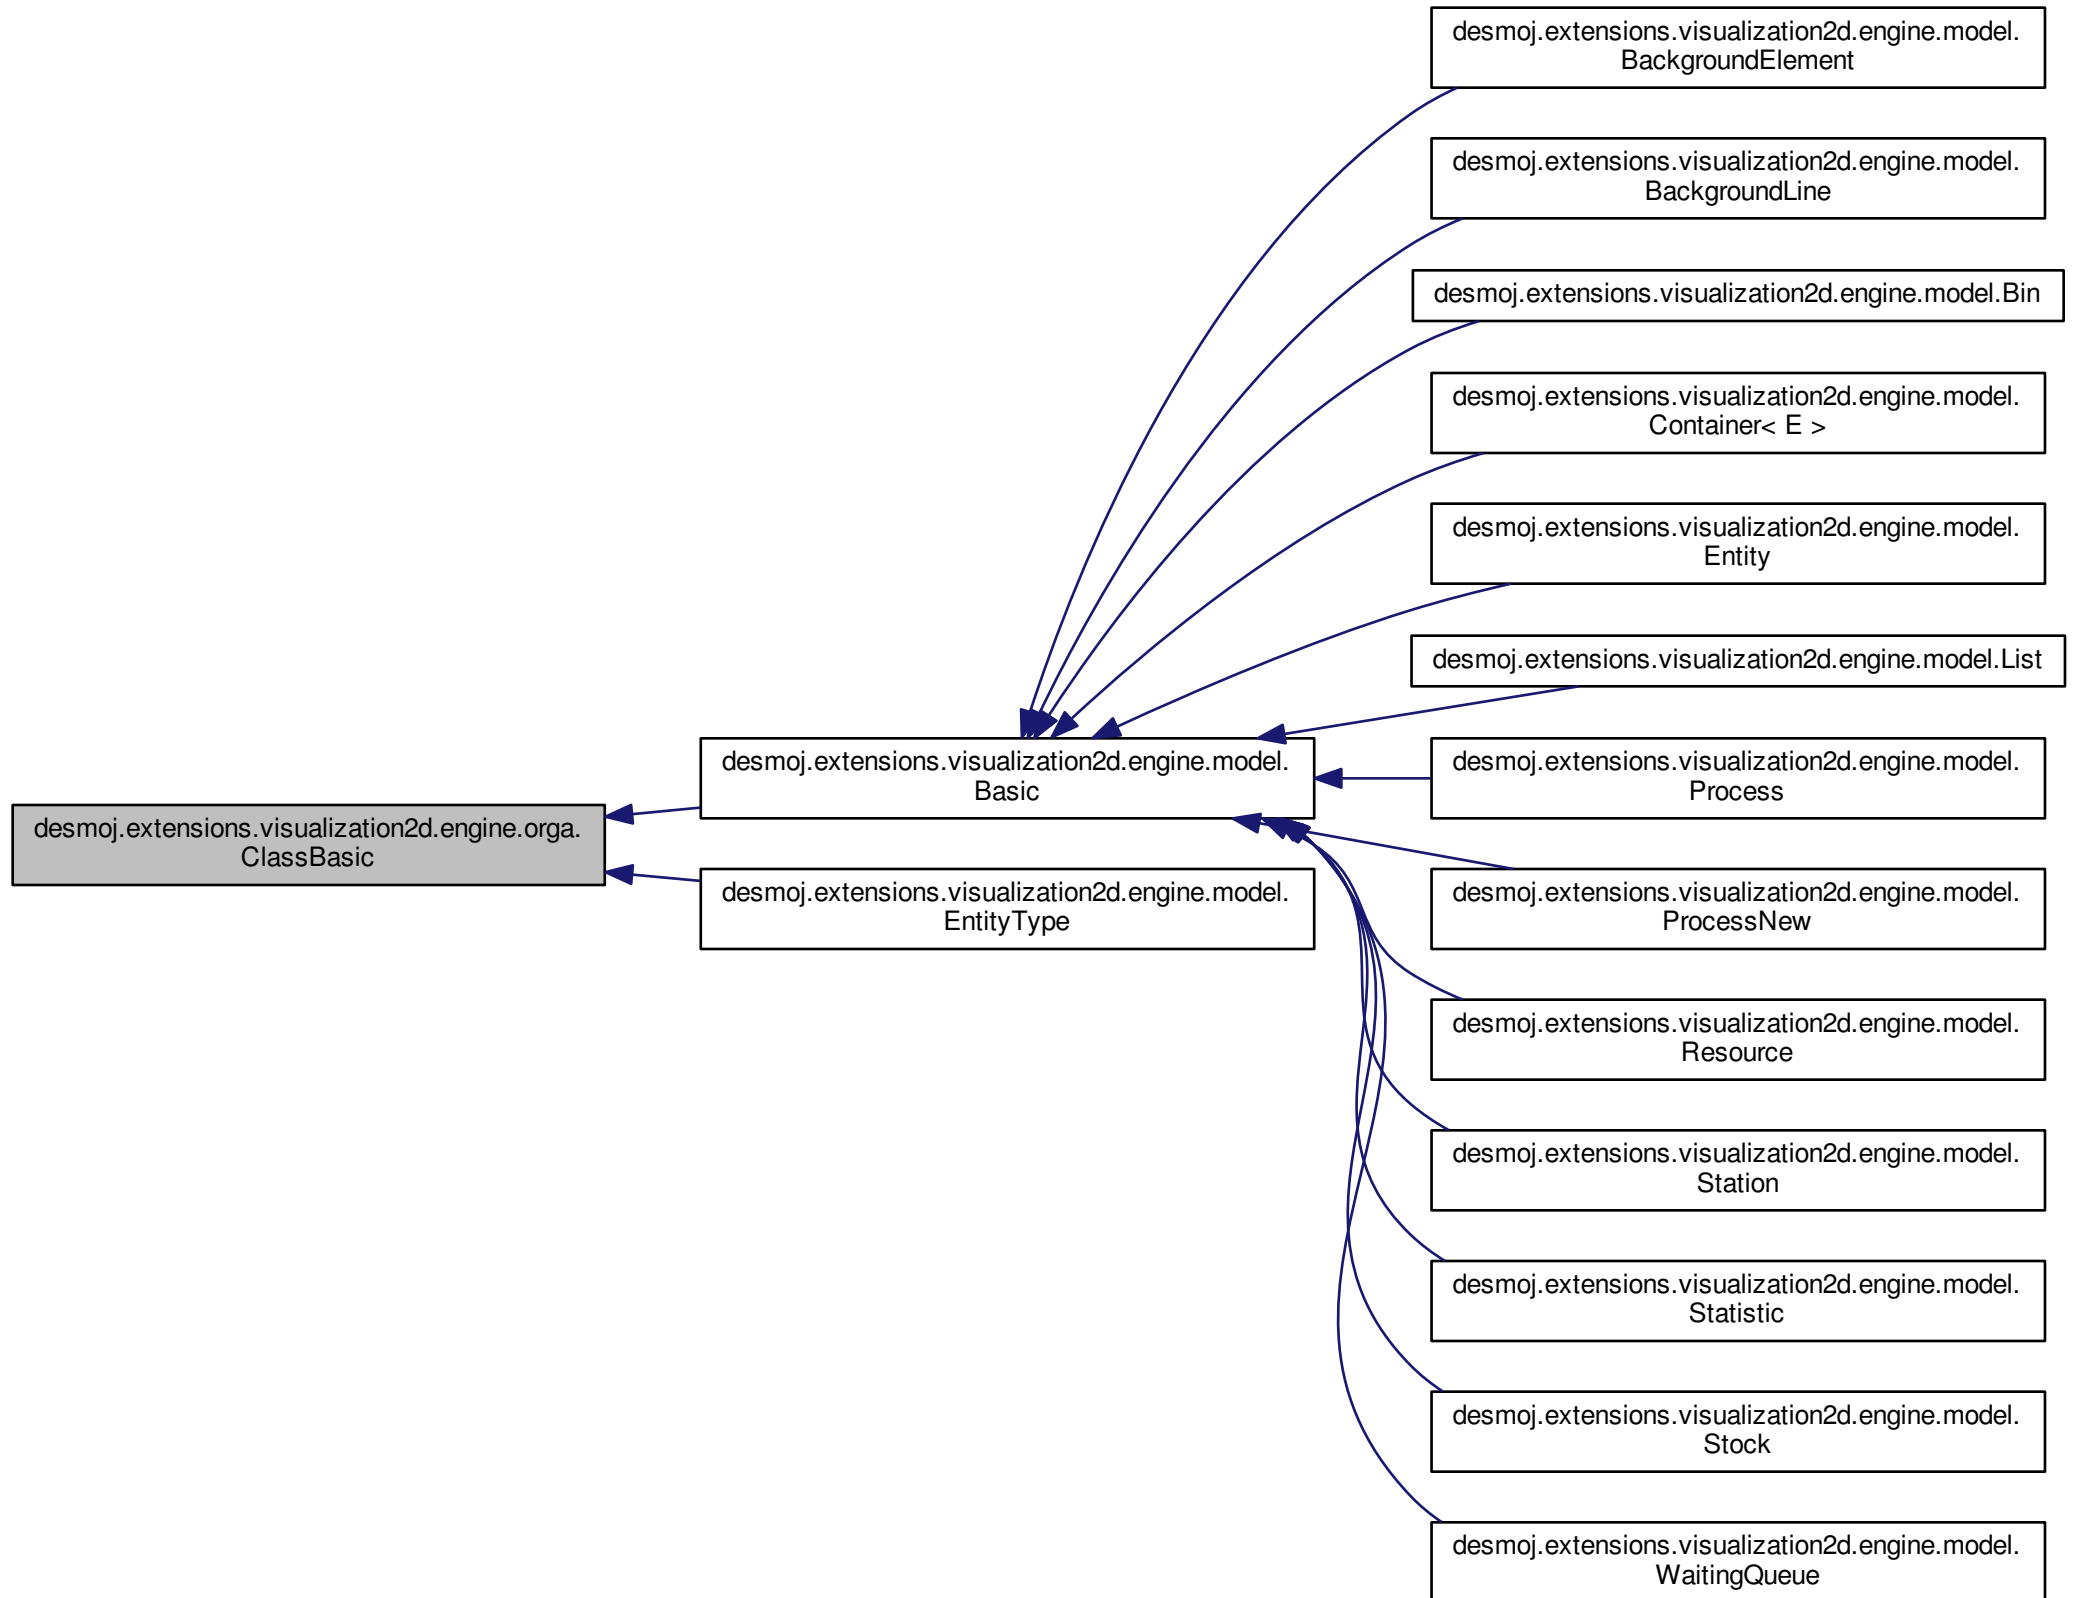 desmoj.extensions.visualization2d.engine.orga.
ClassBasic
desmoj.extensions.visualization2d.engine.model.
Basic
desmoj.extensions.visualization2d.engine.model.
EntityType
desmoj.extensions.visualization2d.engine.model.
BackgroundElement
desmoj.extensions.visualization2d.engine.model.
BackgroundLine
desmoj.extensions.visualization2d.engine.model.Bin
desmoj.extensions.visualization2d.engine.model.
Container< E >
desmoj.extensions.visualization2d.engine.model.
Entity
desmoj.extensions.visualization2d.engine.model.List
desmoj.extensions.visualization2d.engine.model.
Process
desmoj.extensions.visualization2d.engine.model.
ProcessNew
desmoj.extensions.visualization2d.engine.model.
Resource
desmoj.extensions.visualization2d.engine.model.
Station
desmoj.extensions.visualization2d.engine.model.
Statistic
desmoj.extensions.visualization2d.engine.model.
Stock
desmoj.extensions.visualization2d.engine.model.
WaitingQueue